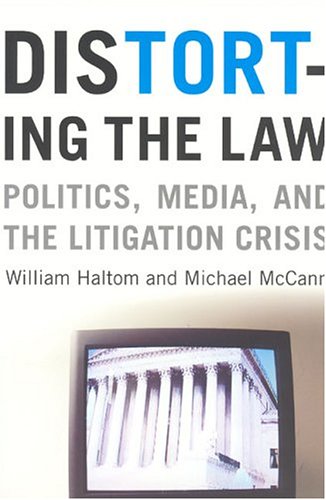 DISTORT-
ING THE LAW
POLITICS, MEDIA, AND
THE LITIGATION CRISIS
William Haltom and Michael McCann